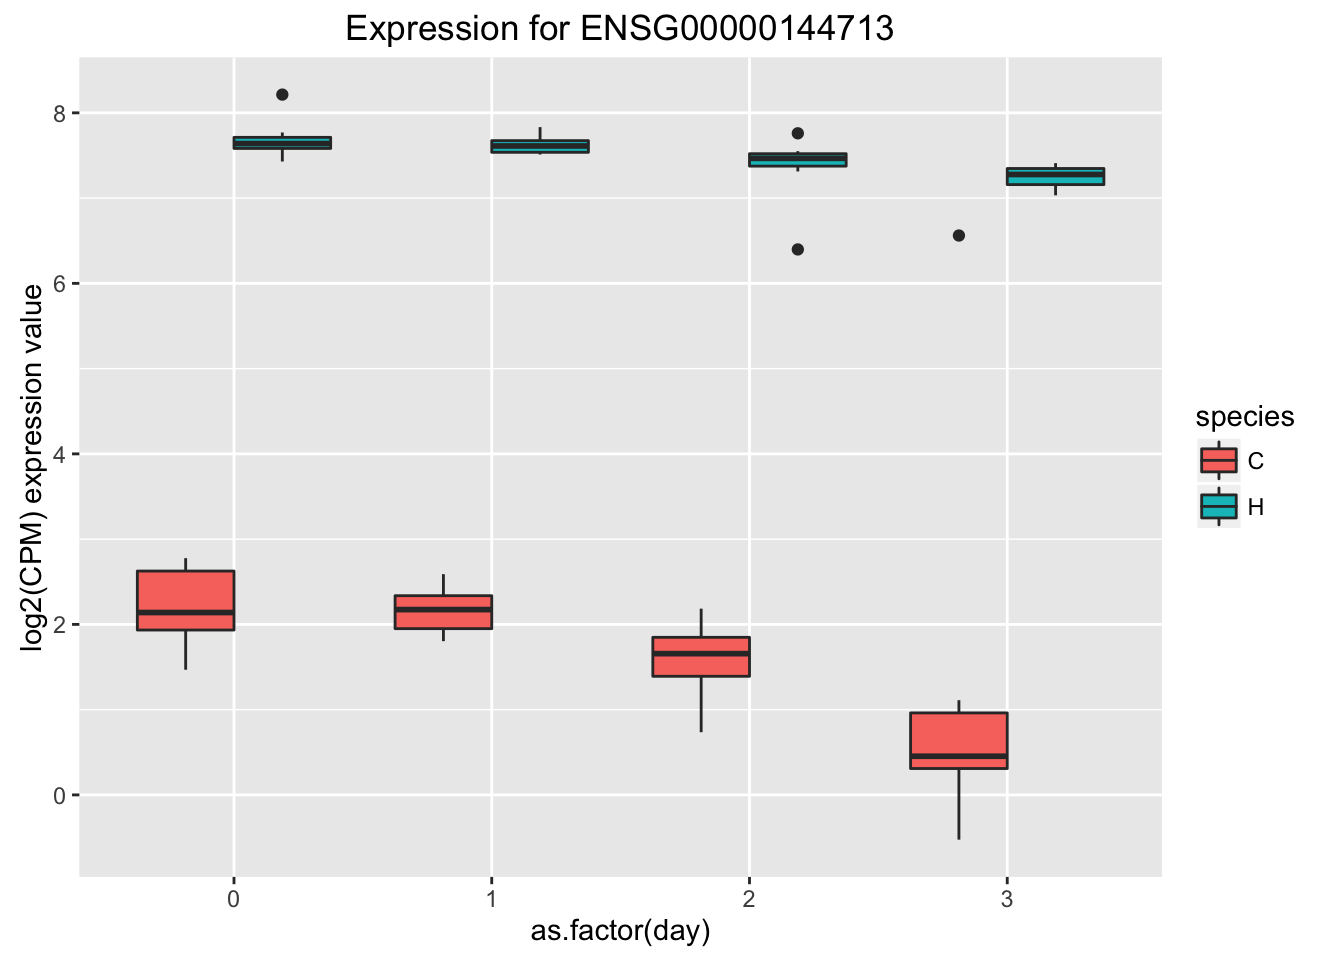 Expression for ENSG00000144713
log2(CPM) expression value
8
6
4
2
0
0 1 2 3
as.factor(day)
species
C
H